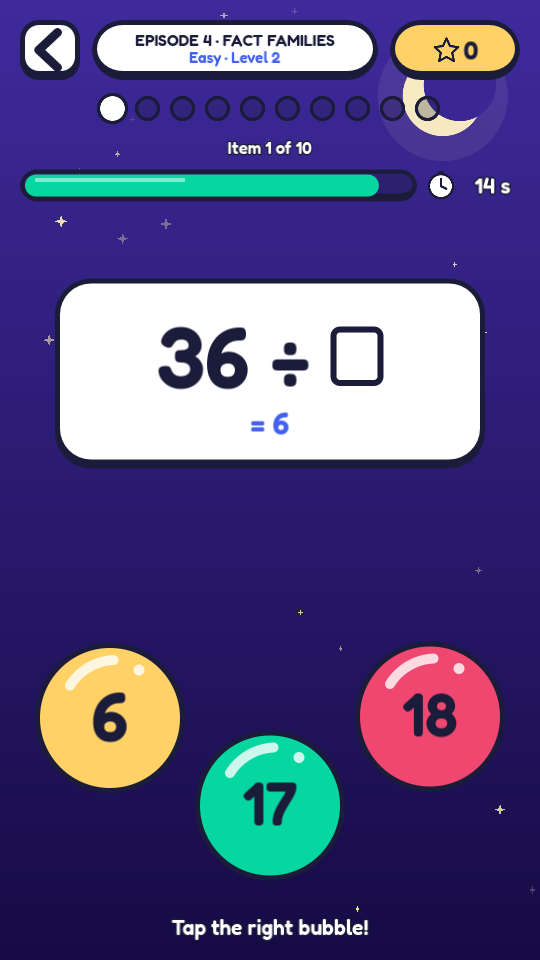 EPISODE 4 · FACT FAMILIES
Easy · Level 2
0
Item 1 of 10
14 s
36 ÷ □
= 6
6
18
17
Tap the right bubble!